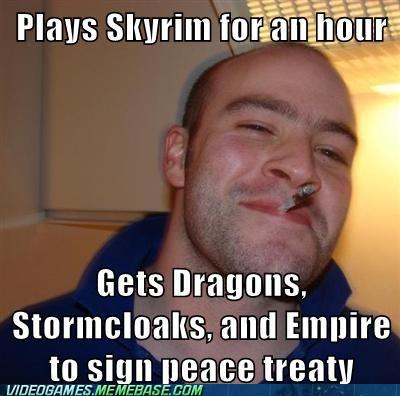 Plays Skyrim for an hour
Gets Dragons,
Stormcloaks, and Empire
to sign peace treaty
VIDEOGAMES.MEMEBASE.COM